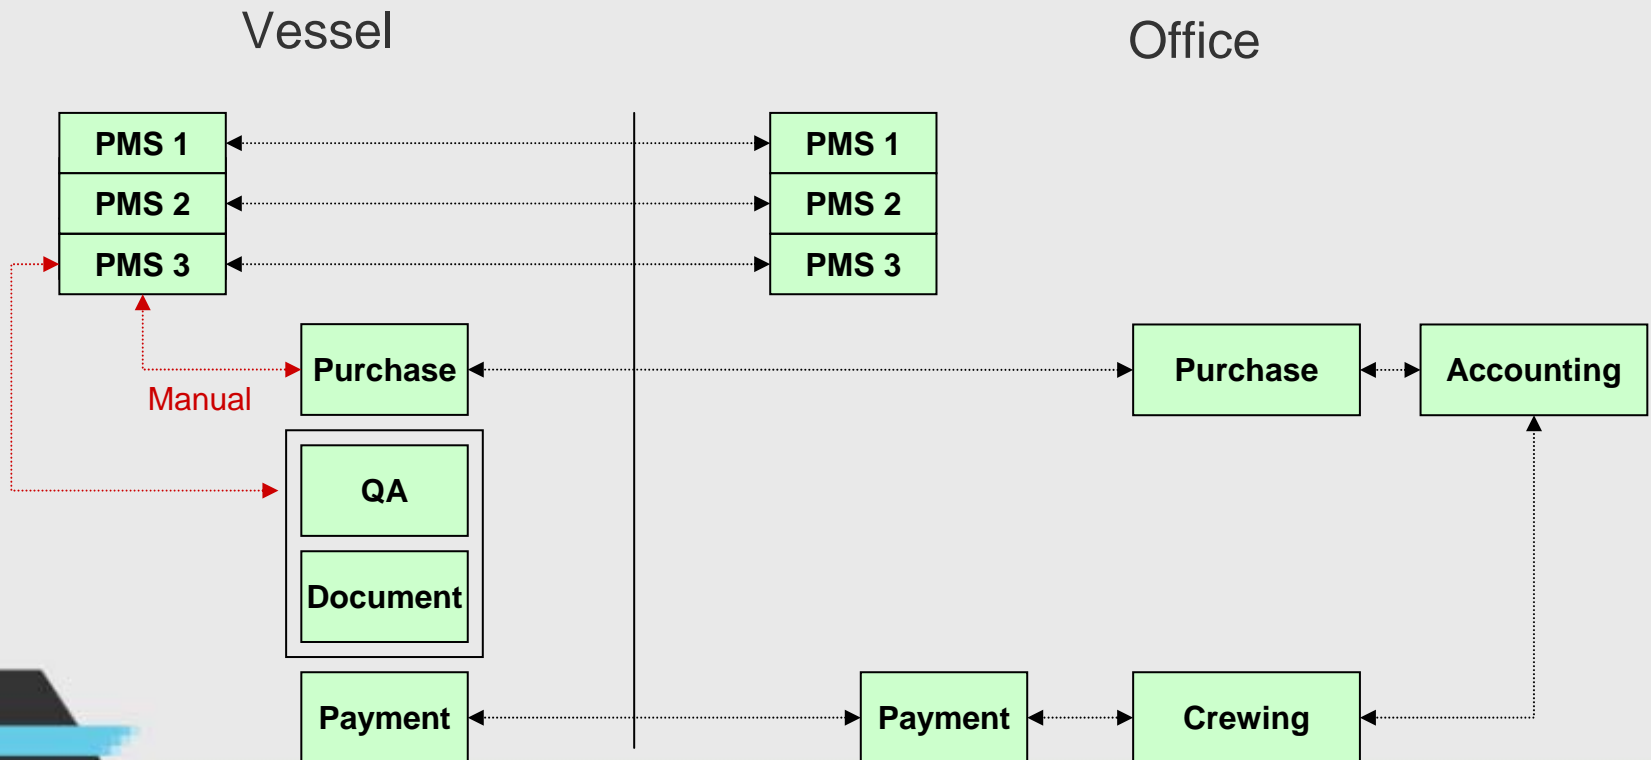 Vessel
Office
PMS 1
PMS 1
PMS 2
PMS 2
PMS 3
PMS 3
Purchase
Purchase
Accounting
Manual
QA
Document
Payment
Payment
Crewing